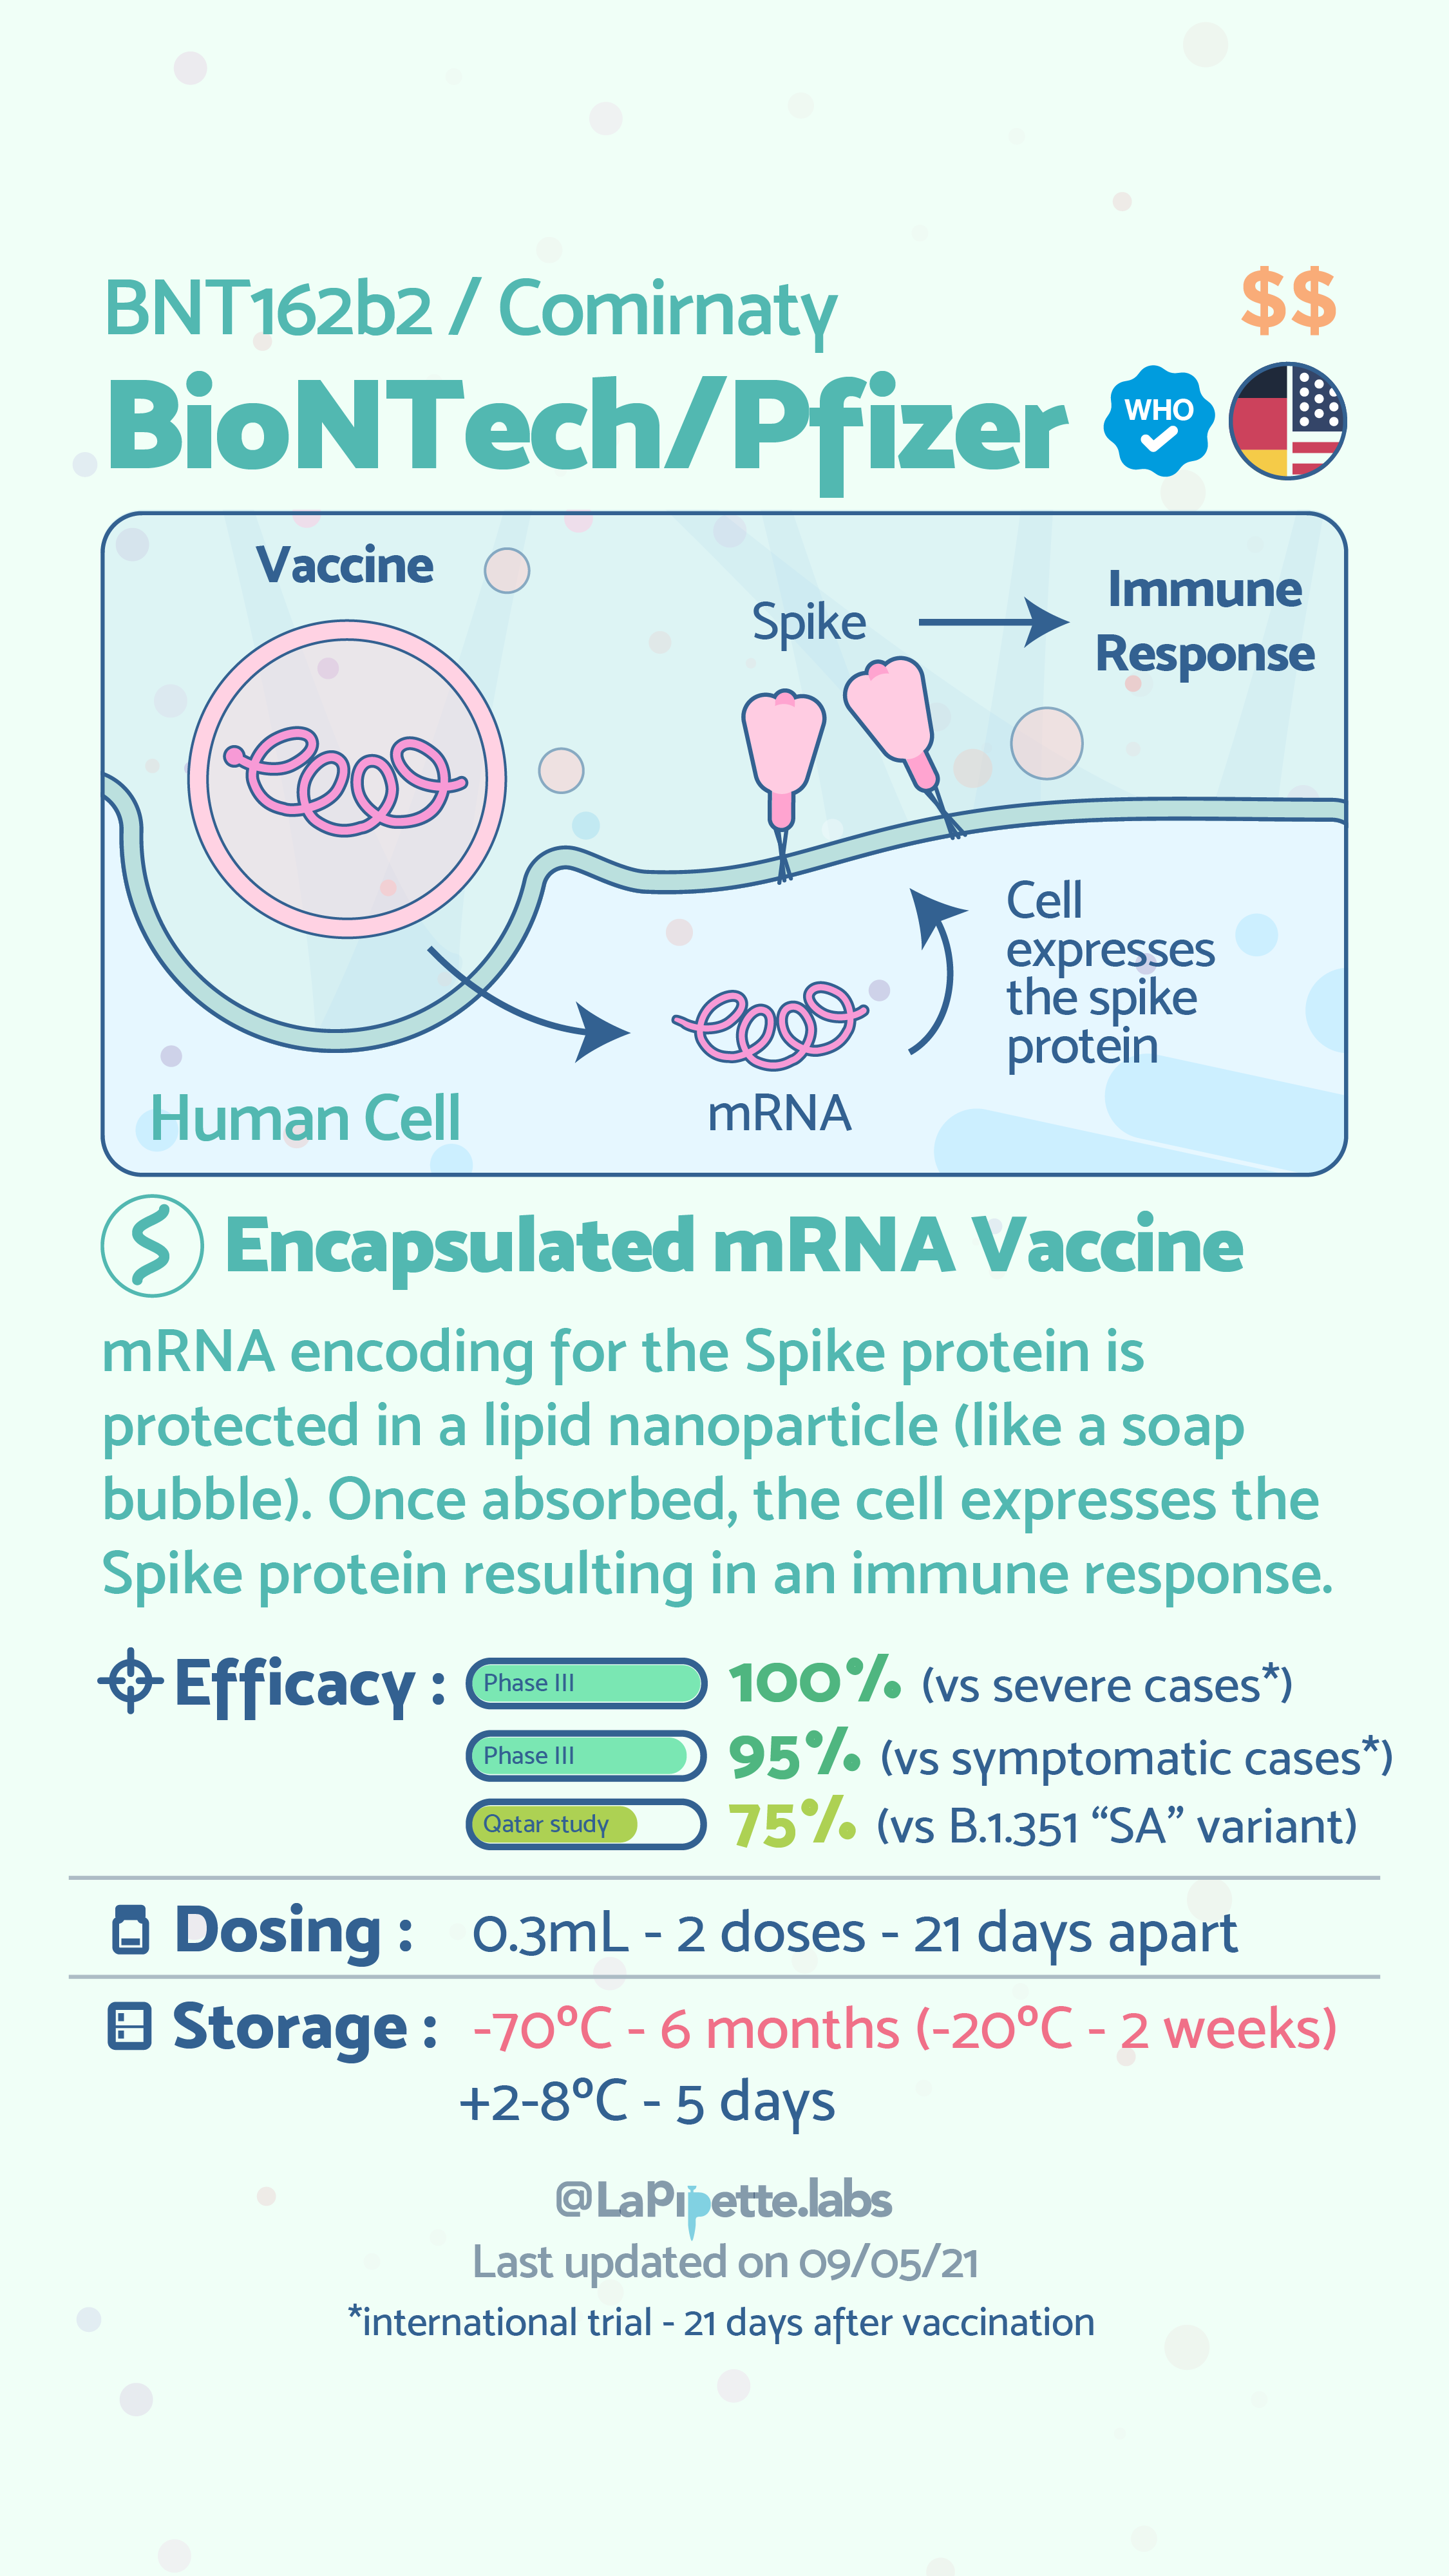 BNT162b2 / Comirnaty
$$
BioNTech/Pfizer
WHO
Vaccine
Spike
Immune
Response
Cell
expresses
the spike
protein
mRNA
Human Cell
Encapsulated mRNA Vaccine
mRNA encoding for the Spike protein is
protected in a lipid nanoparticle (like a soap
bubble). Once absorbed, the cell expresses the
Spike protein resulting in an immune response.
Efficacy : Phase III 100% (vs severe cases*)
Phase III 95% (vs symptomatic cases*)
Qatar study 75% (vs B.1.351 “SA” variant)
Dosing : 0.3mL - 2 doses - 21 days apart
Storage : -70ºC - 6 months (-20ºC - 2 weeks)
+2-8ºC - 5 days
@LaPipette.labs
Last updated on 09/05/21
*international trial - 21 days after vaccination